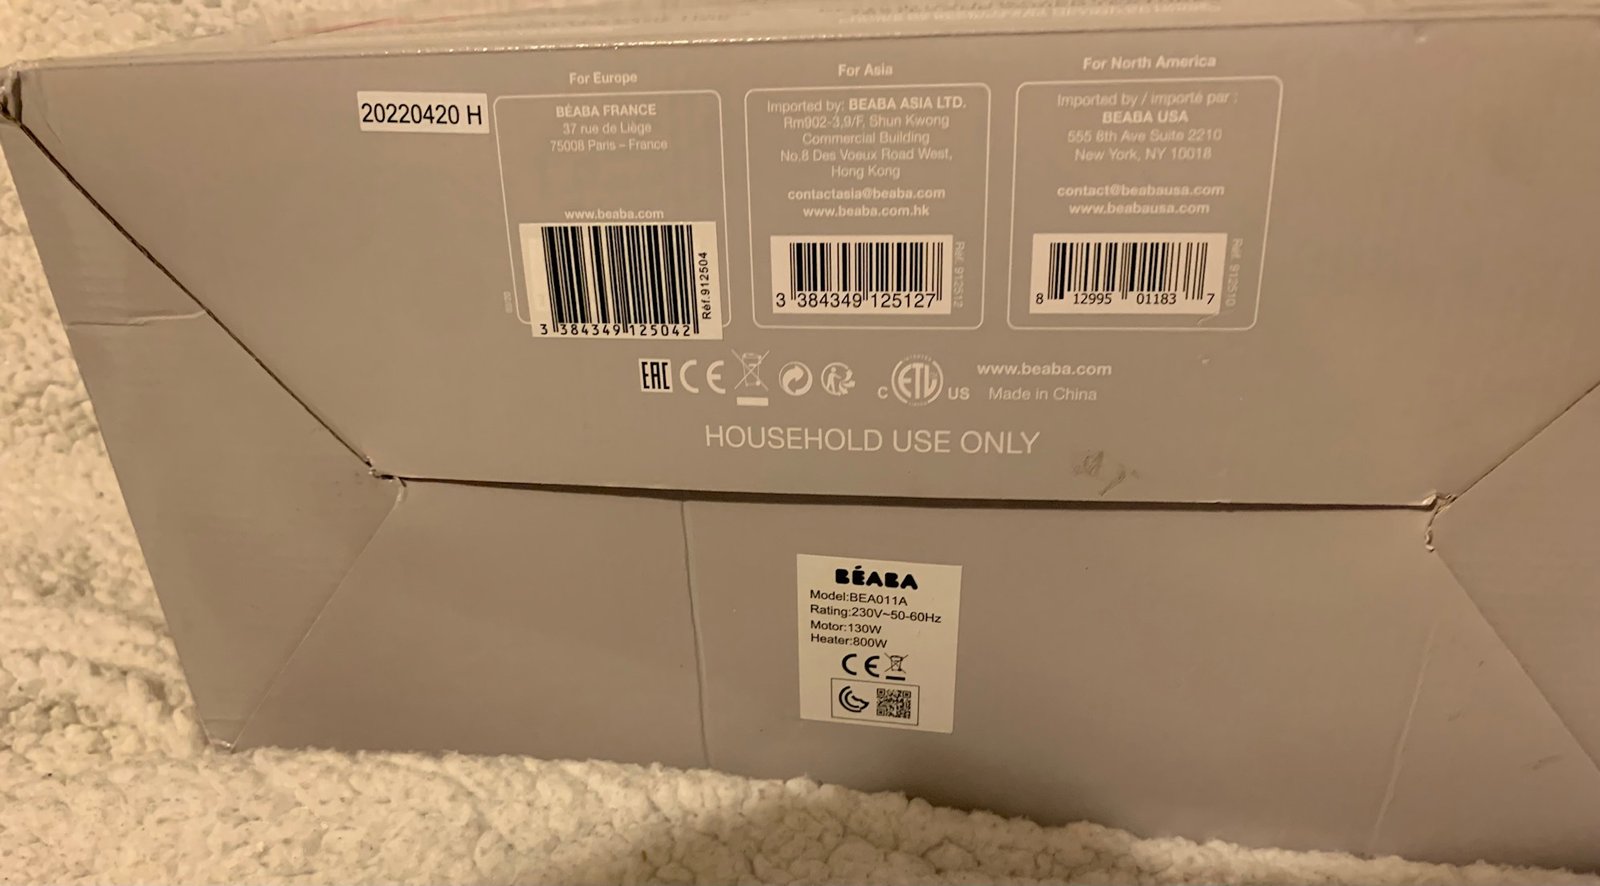 20220420 H
For Europe
BÉABA FRANCE
37 rue de Liège
75008 Paris – France
www.beaba.com
Réf.912504
3 384349 125042
For Asia
Imported by: BEABA ASIA LTD.
Rm902-3,9/F, Shun Kwong
Commercial Building
No.8 Des Voeux Road West,
Hong Kong
contactasia@beaba.com
www.beaba.com.hk
Réf. 912512
3 384349 125127
For North America
Imported by / importé par :
BEABA USA
555 8th Ave Suite 2210
New York, NY 10018
contact@beabausa.com
www.beabausa.com
Réf. 912510
8 12995 01183 7
EAC CE
C ETL US
www.beaba.com
Made in China
HOUSEHOLD USE ONLY
BÉABA
Model:BEA011A
Rating:230V~50-60Hz
Motor:130W
Heater:800W
CE